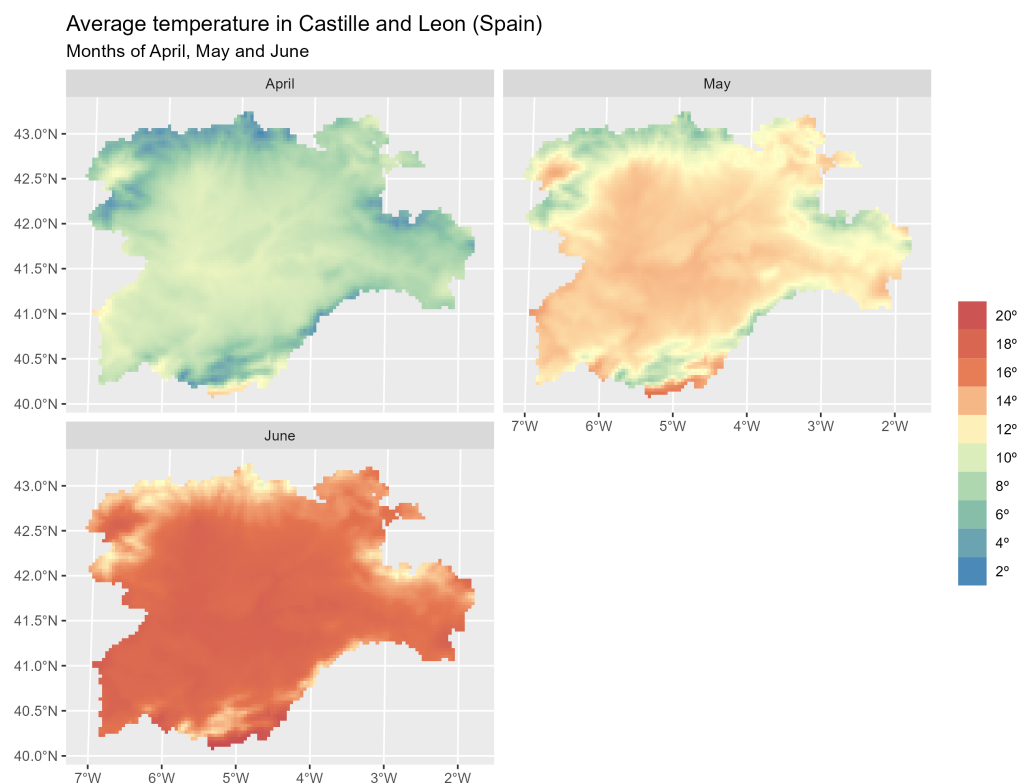 Average temperature in Castille and Leon (Spain)
Months of April, May and June
April
May
43.0°N
42.5°N
42.0°N
41.5°N
41.0°N
40.5°N
40.0°N
7°W 6°W 5°W 4°W 3°W 2°W
June
43.0°N
42.5°N
42.0°N
41.5°N
41.0°N
40.5°N
40.0°N
7°W 6°W 5°W 4°W 3°W 2°W
20º
18º
16º
14º
12º
10º
8º
6º
4º
2º